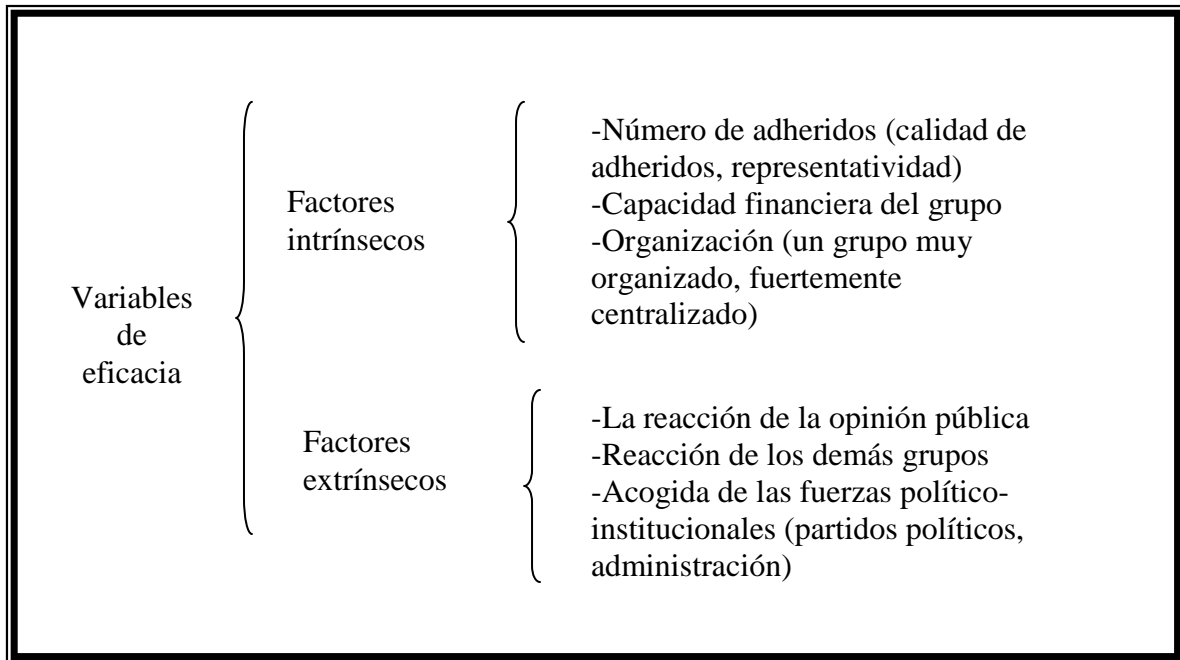 Variables
de
eficacia
Factores
intrínsecos
-Número de adheridos (calidad de
adheridos, representatividad)
-Capacidad financiera del grupo
-Organización (un grupo muy
organizado, fuertemente
centralizado)
Factores
extrínsecos
-La reacción de la opinión pública
-Reacción de los demás grupos
-Acogida de las fuerzas político-
institucionales (partidos políticos,
administración)